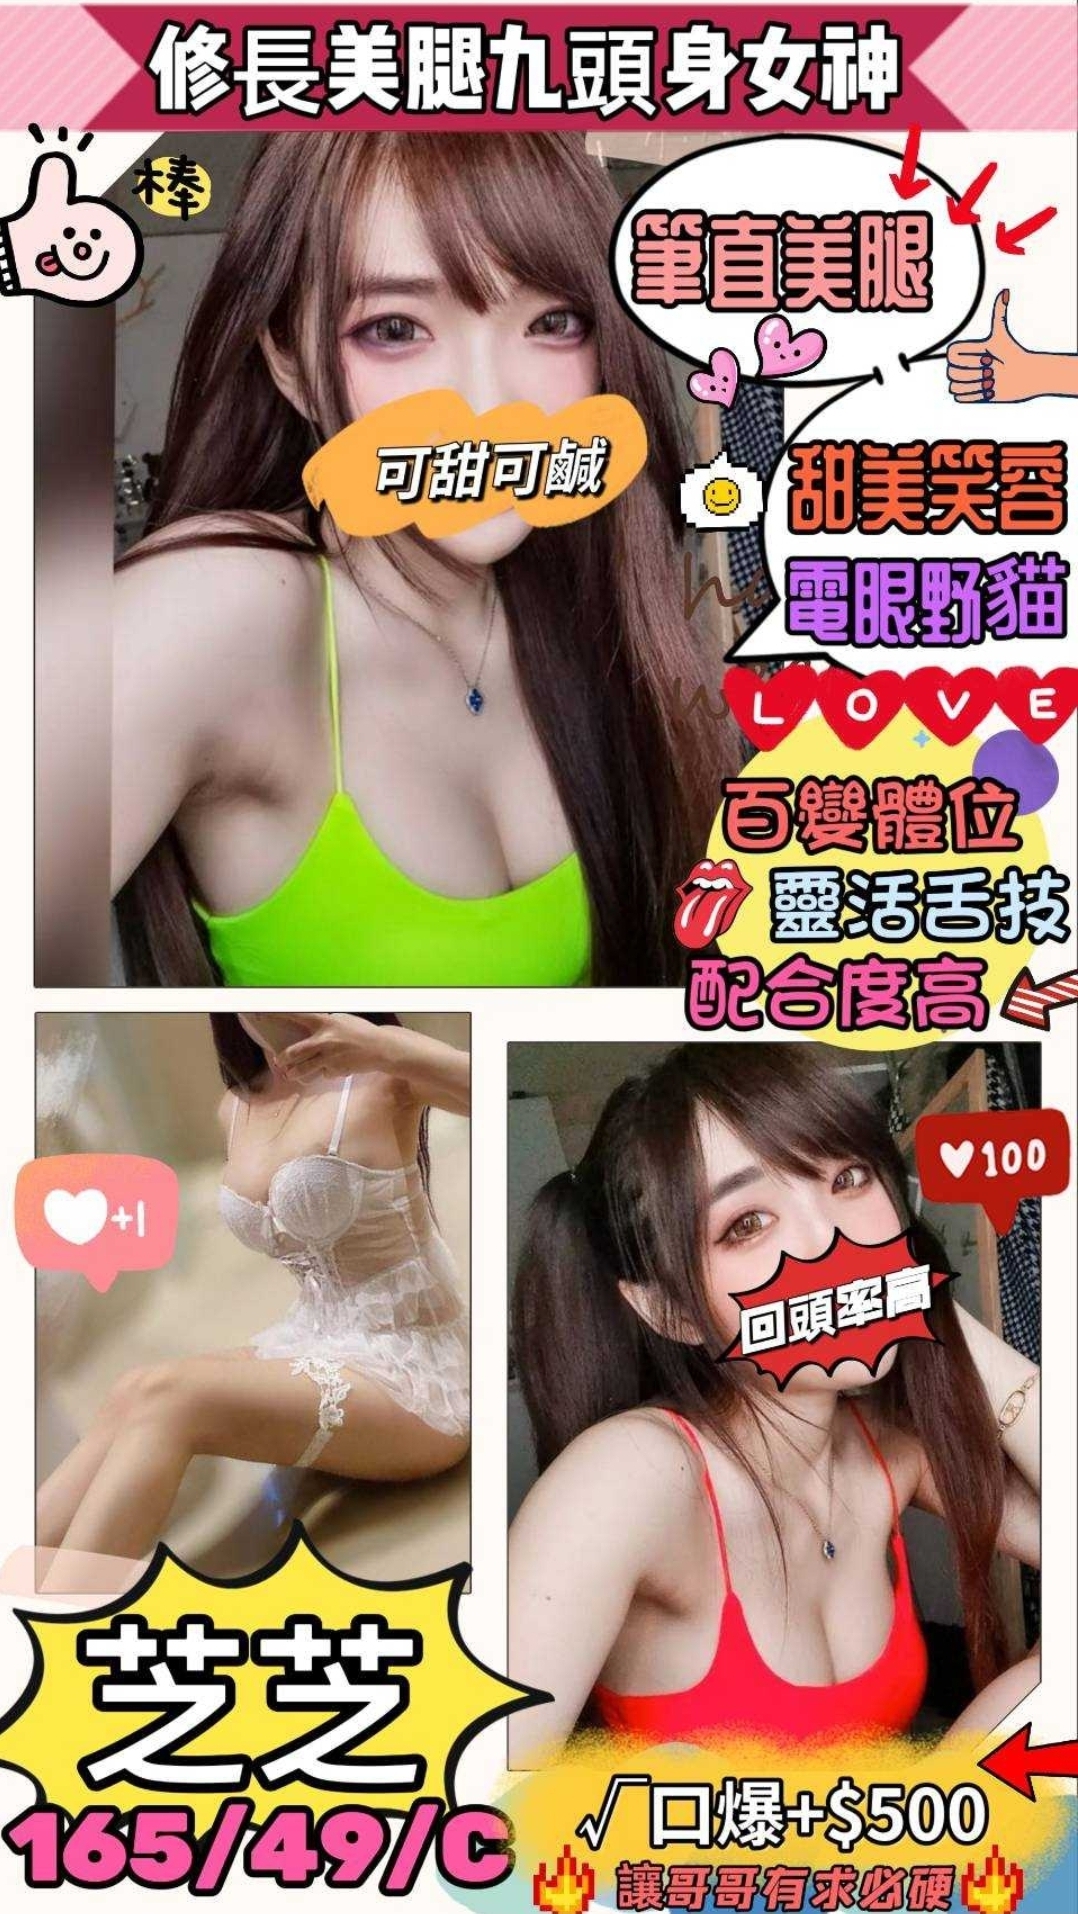 修長美腿九頭身女神
棒
筆直美腿
可甜可鹹
甜美笑容
電眼野貓
LOVE
百變體位
靈活舌技
配合度高
+1
100
回頭率高
芝芝
165/49/C
√口爆+$500
讓哥哥有求必硬